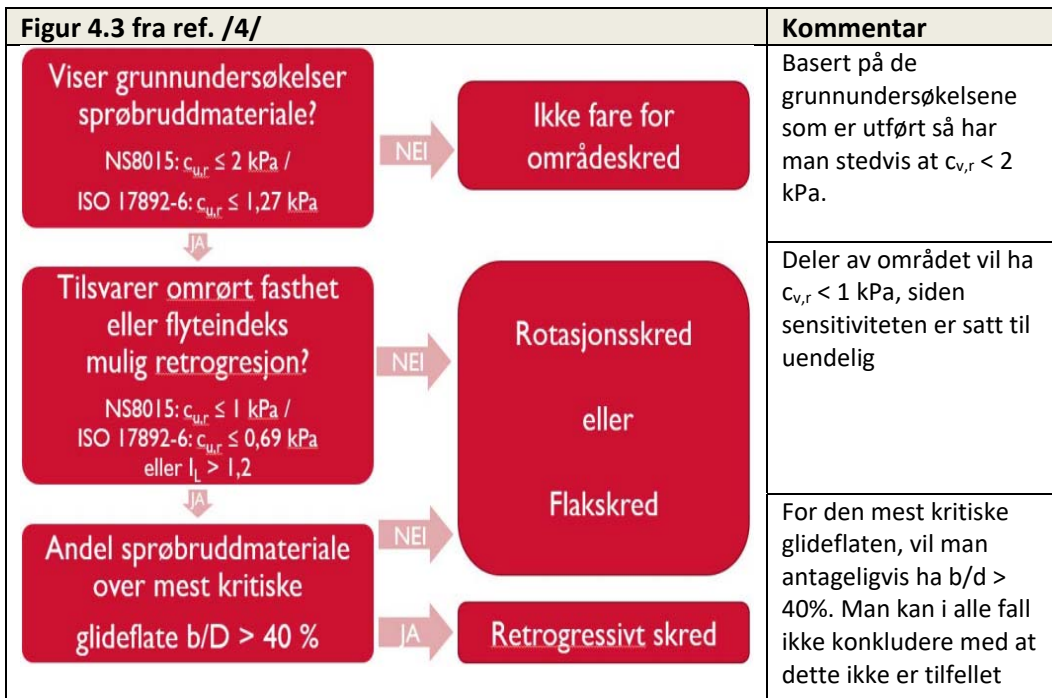 Figur 4.3 fra ref. /4/
Kommentar
Viser grunnundersøkelser
sprøbruddmateriale?
NS8015: cu,r ≤ 2 kPa /
ISO 17892-6: cu,r ≤ 1,27 kPa
NEI
Ikke fare for
områdeskred
Basert på de
grunnundersøkelsene
som er utført så har
man stedvis at cv,r < 2
kPa.
JA
Tilsvarer omrørt fasthet
eller flyteindeks
mulig retrogresjon?
NS8015: cu,r ≤ 1 kPa /
ISO 17892-6: cu,r ≤ 0,69 kPa
eller IL > 1,2
NEI
Rotasjonsskred
eller
Flakskred
Deler av området vil ha
cv,r < 1 kPa, siden
sensitiviteten er satt til
uendelig
JA
Andel sprøbruddmateriale
over mest kritiske
glideflate b/D > 40 %
NEI
JA
Retrogressivt skred
For den mest kritiske
glideflaten, vil man
antageligvis ha b/d >
40%. Man kan i alle fall
ikke konkludere med at
dette ikke er tilfellet